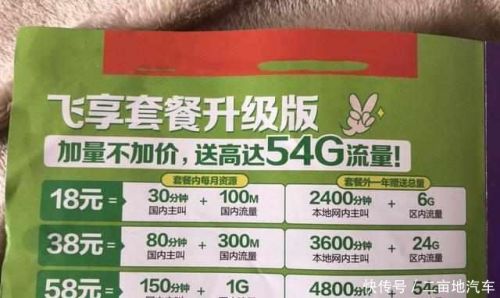 飞享套餐升级版
加量不加价，送高达54G流量！
套餐内每月资源 套餐外一年赠送总量
18元 = 30分钟 国内主叫 + 100M 国内流量 2400分钟 本地网内主叫 + 6G 区内流量
38元 = 80分钟 国内主叫 + 300M 国内流量 3600分钟 本地网内主叫 + 24G 区内流量
58元 = 150分钟 + 1G 4800分钟
快传号/一亩地汽车